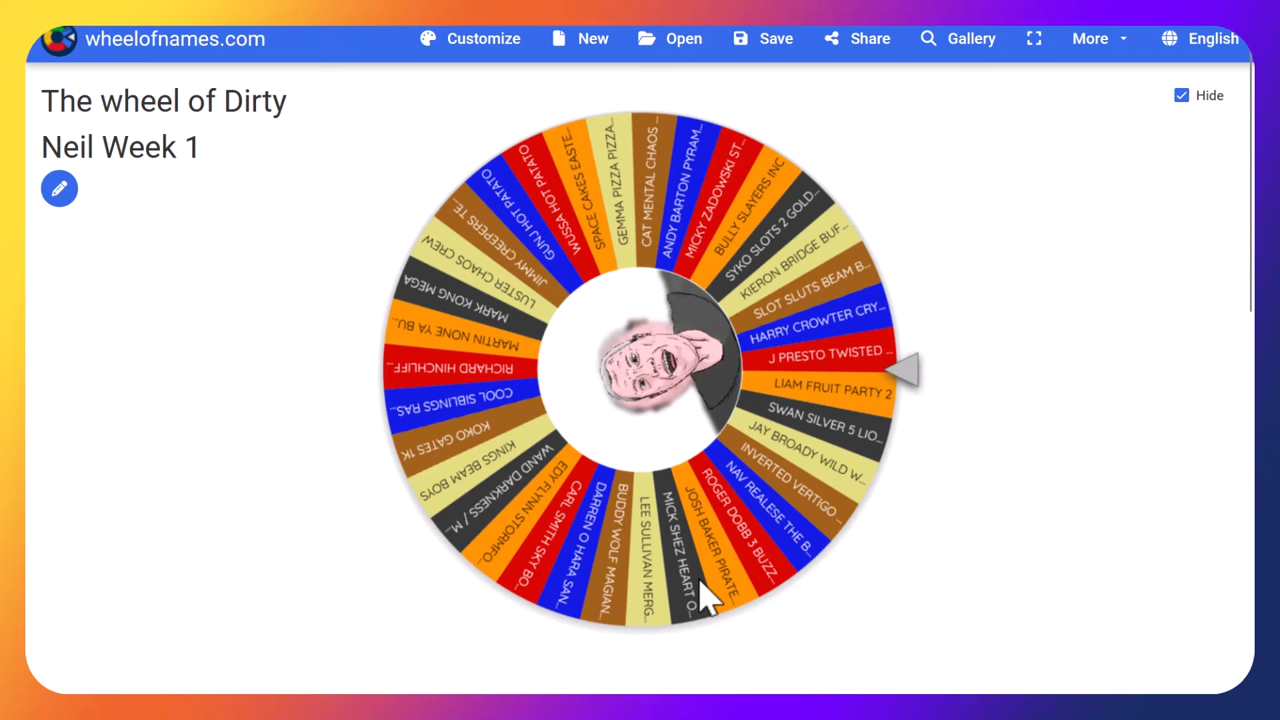 wheelofnames.com
Customize
New
Open
Save
Share
Gallery
More
English
The wheel of Dirty
Neil Week 1
Hide
CAT MENTAL CHAOS ...
ANDY BARTON PYRAM...
MICKY ZADOWSKI ST...
BULLY SLAYERS INC
SYKO SLOTS 2 GOLD...
KIERON BRIDGE BUF...
SLOT SLUTS BEAM B...
HARRY CROWTER CRY...
J PRESTO TWISTED ...
LIAM FRUIT PARTY 2
SWAN SILVER 5 LIO...
JAY BROADY WILD W...
INVERTED VERTIGO ...
NAV REALESE THE B...
ROGER DOBB 3 BUZZ...
JOSH BAKER PIRATE...
MICK SHEZ HEART O...
LEE SULLIVAN MERG...
BUDDY WOLF MAGIAN...
DARREN O HARA SAN...
CARL SMITH SKY BO...
EDY FLYNN STORMFO...
WAND DARKNESS / M...
KINGS BEAM BOYS
KOKO GATES 1K
COOL SIBLINGS RAS...
RICHARD HINCHLIFF...
MARTIN NONE YA BU...
MARK KONG MEGA
LUSTER CHAOS CREW
JIMMY CREEPERS TE...
GUNJ HOT PATATO
WUSSA HOT PATATO
SPACE CAKES EASTE...
GEMMA PIZZA PIZZA...